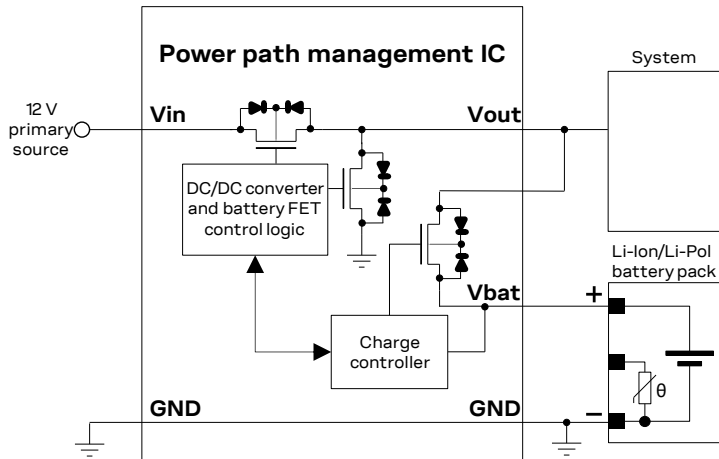 Power path management IC
System
12 V
primary
source
Vin
Vout
DC/DC converter
and battery FET
control logic
Li-Ion/Li-Pol
battery pack
Vbat
+
Charge
controller
θ
GND
GND
−